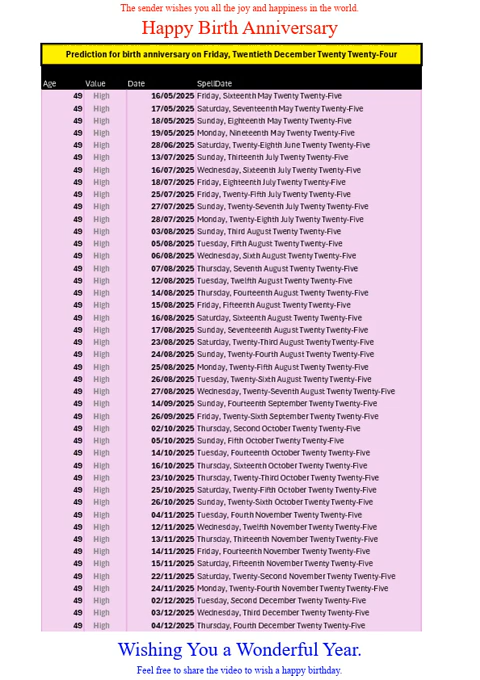 The sender wishes you all the joy and happiness in the world.
Happy Birth Anniversary
Prediction for birth anniversary on Friday, Twentieth December Twenty Twenty-Four
Age Value Date SpellDate
49 High 16/05/2025 Friday, Sixteenth May Twenty Twenty-Five
49 High 17/05/2025 Saturday, Seventeenth May Twenty Twenty-Five
49 High 18/05/2025 Sunday, Eighteenth May Twenty Twenty-Five
49 High 19/05/2025 Monday, Nineteenth May Twenty Twenty-Five
49 High 28/06/2025 Saturday, Twenty-Eighth June Twenty Twenty-Five
49 High 13/07/2025 Sunday, Thirteenth July Twenty Twenty-Five
49 High 16/07/2025 Wednesday, Sixteenth July Twenty Twenty-Five
49 High 18/07/2025 Friday, Eighteenth July Twenty Twenty-Five
49 High 25/07/2025 Friday, Twenty-Fifth July Twenty Twenty-Five
49 High 27/07/2025 Sunday, Twenty-Seventh July Twenty Twenty-Five
49 High 28/07/2025 Monday, Twenty-Eighth July Twenty Twenty-Five
49 High 03/08/2025 Sunday, Third August Twenty Twenty-Five
49 High 05/08/2025 Tuesday, Fifth August Twenty Twenty-Five
49 High 06/08/2025 Wednesday, Sixth August Twenty Twenty-Five
49 High 07/08/2025 Thursday, Seventh August Twenty Twenty-Five
49 High 12/08/2025 Tuesday, Twelfth August Twenty Twenty-Five
49 High 14/08/2025 Thursday, Fourteenth August Twenty Twenty-Five
49 High 15/08/2025 Friday, Fifteenth August Twenty Twenty-Five
49 High 16/08/2025 Saturday, Sixteenth August Twenty Twenty-Five
49 High 17/08/2025 Sunday, Seventeenth August Twenty Twenty-Five
49 High 23/08/2025 Saturday, Twenty-Third August Twenty Twenty-Five
49 High 24/08/2025 Sunday, Twenty-Fourth August Twenty Twenty-Five
49 High 25/08/2025 Monday, Twenty-Fifth August Twenty Twenty-Five
49 High 26/08/2025 Tuesday, Twenty-Sixth August Twenty Twenty-Five
49 High 27/08/2025 Wednesday, Twenty-Seventh August Twenty Twenty-Five
49 High 14/09/2025 Sunday, Fourteenth September Twenty Twenty-Five
49 High 26/09/2025 Friday, Twenty-Sixth September Twenty Twenty-Five
49 High 02/10/2025 Thursday, Second October Twenty Twenty-Five
49 High 05/10/2025 Sunday, Fifth October Twenty Twenty-Five
49 High 14/10/2025 Tuesday, Fourteenth October Twenty Twenty-Five
49 High 16/10/2025 Thursday, Sixteenth October Twenty Twenty-Five
49 High 23/10/2025 Thursday, Twenty-Third October Twenty Twenty-Five
49 High 25/10/2025 Saturday, Twenty-Fifth October Twenty Twenty-Five
49 High 26/10/2025 Sunday, Twenty-Sixth October Twenty Twenty-Five
49 High 04/11/2025 Tuesday, Fourth November Twenty Twenty-Five
49 High 12/11/2025 Wednesday, Twelfth November Twenty Twenty-Five
49 High 13/11/2025 Thursday, Thirteenth November Twenty Twenty-Five
49 High 14/11/2025 Friday, Fourteenth November Twenty Twenty-Five
49 High 15/11/2025 Saturday, Fifteenth November Twenty Twenty-Five
49 High 22/11/2025 Saturday, Twenty-Second November Twenty Twenty-Five
49 High 24/11/2025 Monday, Twenty-Fourth November Twenty Twenty-Five
49 High 02/12/2025 Tuesday, Second December Twenty Twenty-Five
49 High 03/12/2025 Wednesday, Third December Twenty Twenty-Five
49 High 04/12/2025 Thursday, Fourth December Twenty Twenty-Five
Wishing You a Wonderful Year.
Feel free to share the video to wish a happy birthday.